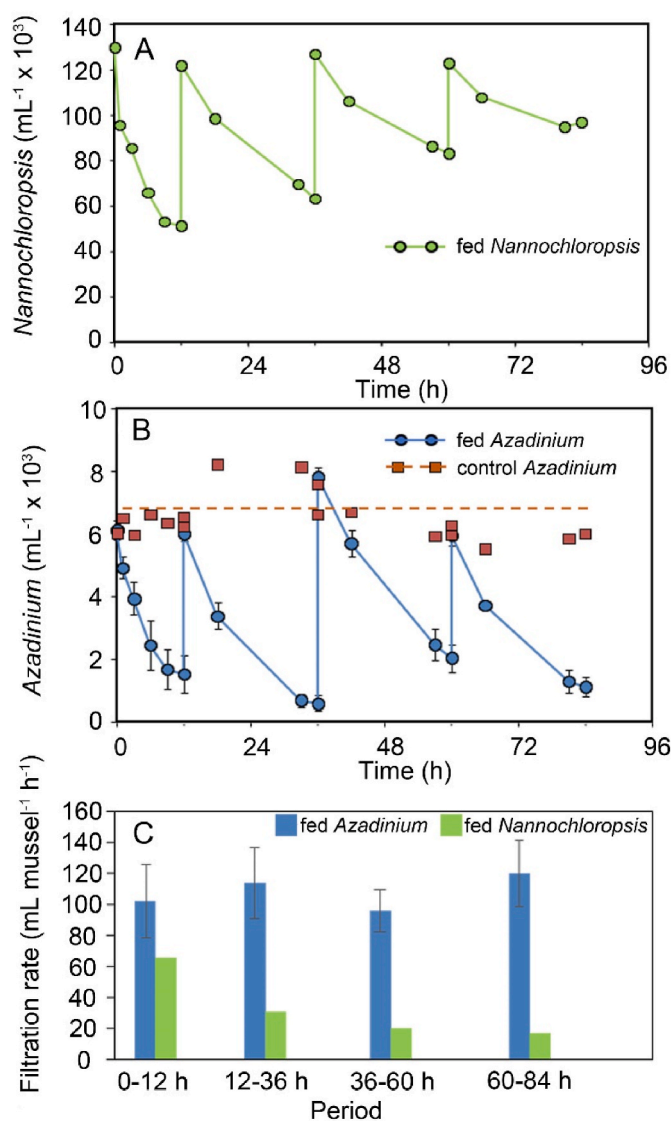 A
Nannochloropsis (mL⁻¹ x 10³)
140
120
100
80
60
40
20
0
fed Nannochloropsis
0 24 48 72 96
Time (h)
B
Azadinium (mL⁻¹ x 10³)
10
8
6
4
2
0
fed Azadinium
control Azadinium
0 24 48 72 96
Time (h)
C
Filtration rate (mL mussel⁻¹ h⁻¹)
fed Azadinium fed Nannochloropsis
160
140
120
100
80
60
40
20
0
0-12 h 12-36 h 36-60 h 60-84 h
Period